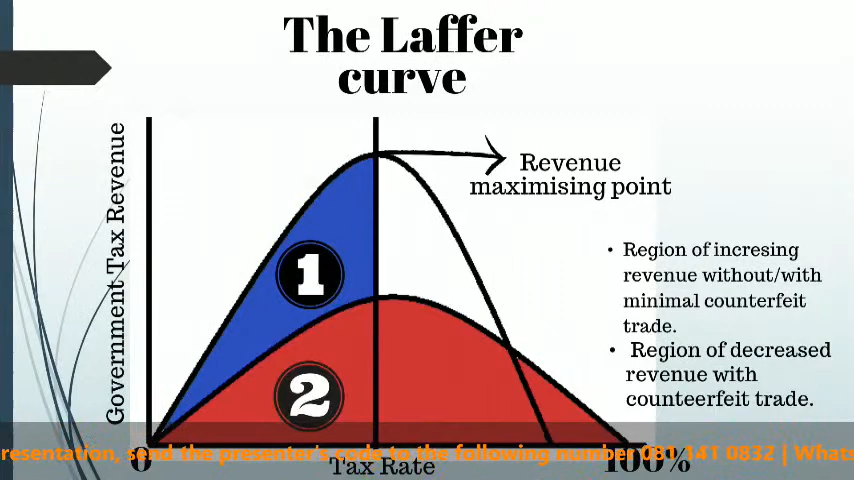 The Laffer
curve
Government Tax Revenue
Revenue
maximising point
1
2
• Region of incresing
revenue without/with
minimal counterfeit
trade.
• Region of decreased
revenue with
counteerfeit trade.
resentation, send the presenter's code to the following number 081 141 0832 | Whats
0
Tax Rate
100%